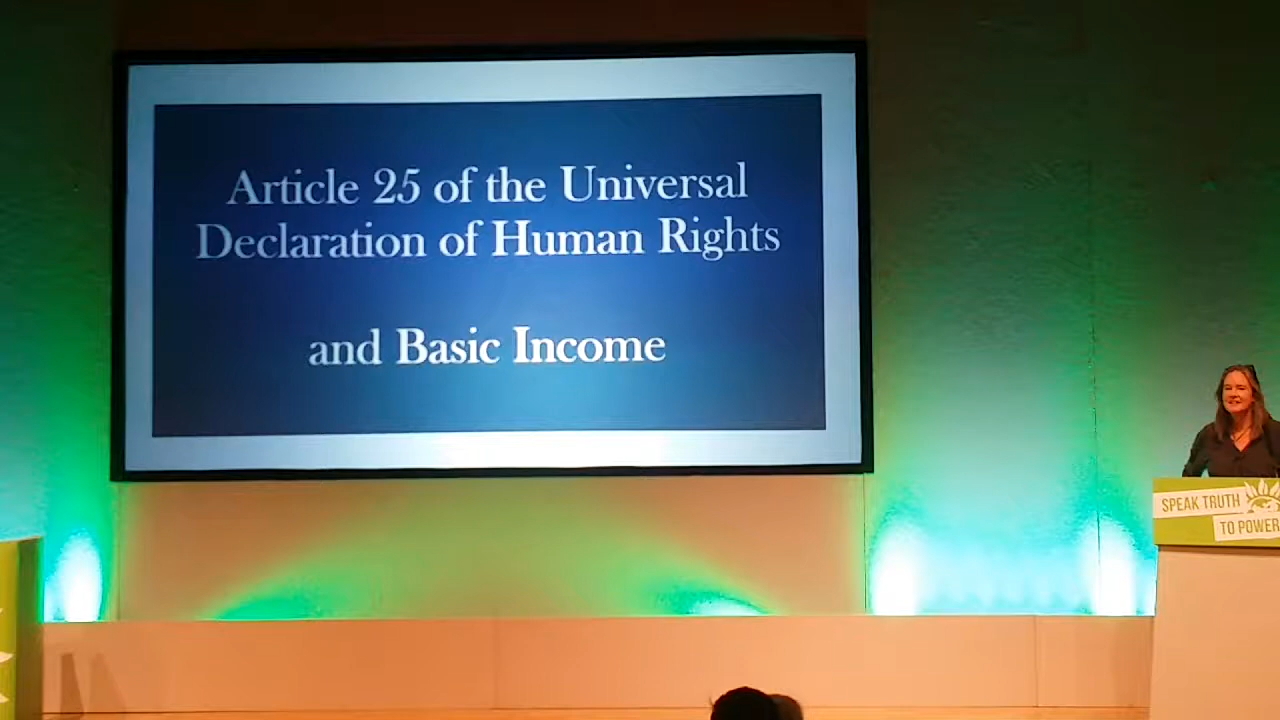 Article 25 of the Universal
Declaration of Human Rights
and Basic Income
SPEAK TRUTH
TO POWER